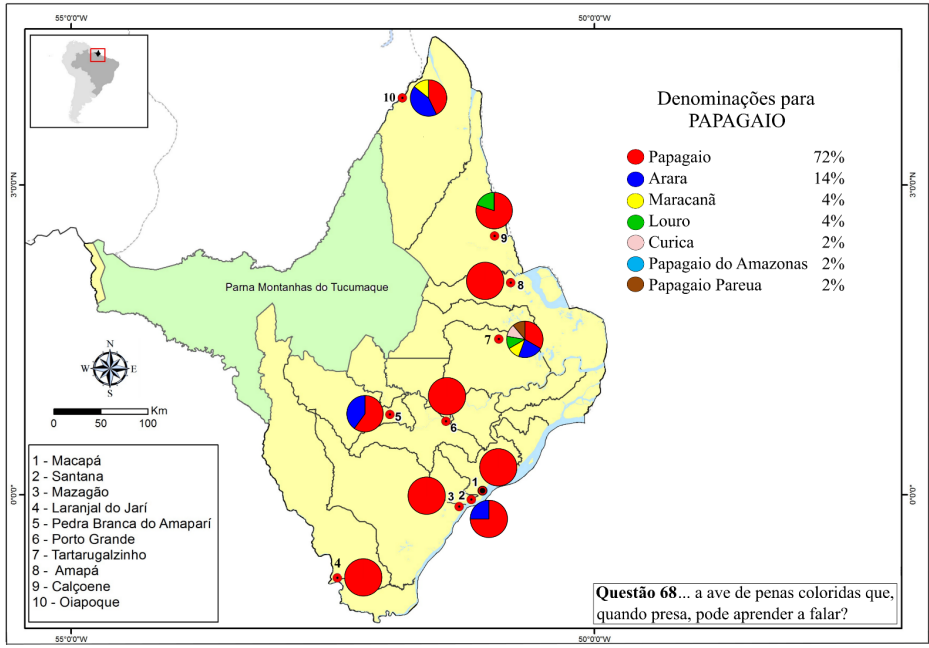 55°0'0"W
50°0'0"W
Denominações para
PAPAGAIO
Papagaio 72%
Arara 14%
Maracanã 4%
Louro 4%
Curica 2%
Papagaio do Amazonas 2%
Papagaio Pareua 2%
3°0'0"N
3°0'0"N
10
9
8
Parna Montanhas do Tucumaque
7
N
W E
S
5
6
0 50 100 Km
1
2
3
4
0°0'0"
0°0'0"
1 - Macapá
2 - Santana
3 - Mazagão
4 - Laranjal do Jarí
5 - Pedra Branca do Amaparí
6 - Porto Grande
7 - Tartarugalzinho
8 - Amapá
9 - Calçoene
10 - Oiapoque
Questão 68... a ave de penas coloridas que,
quando presa, pode aprender a falar?
55°0'0"W
50°0'0"W